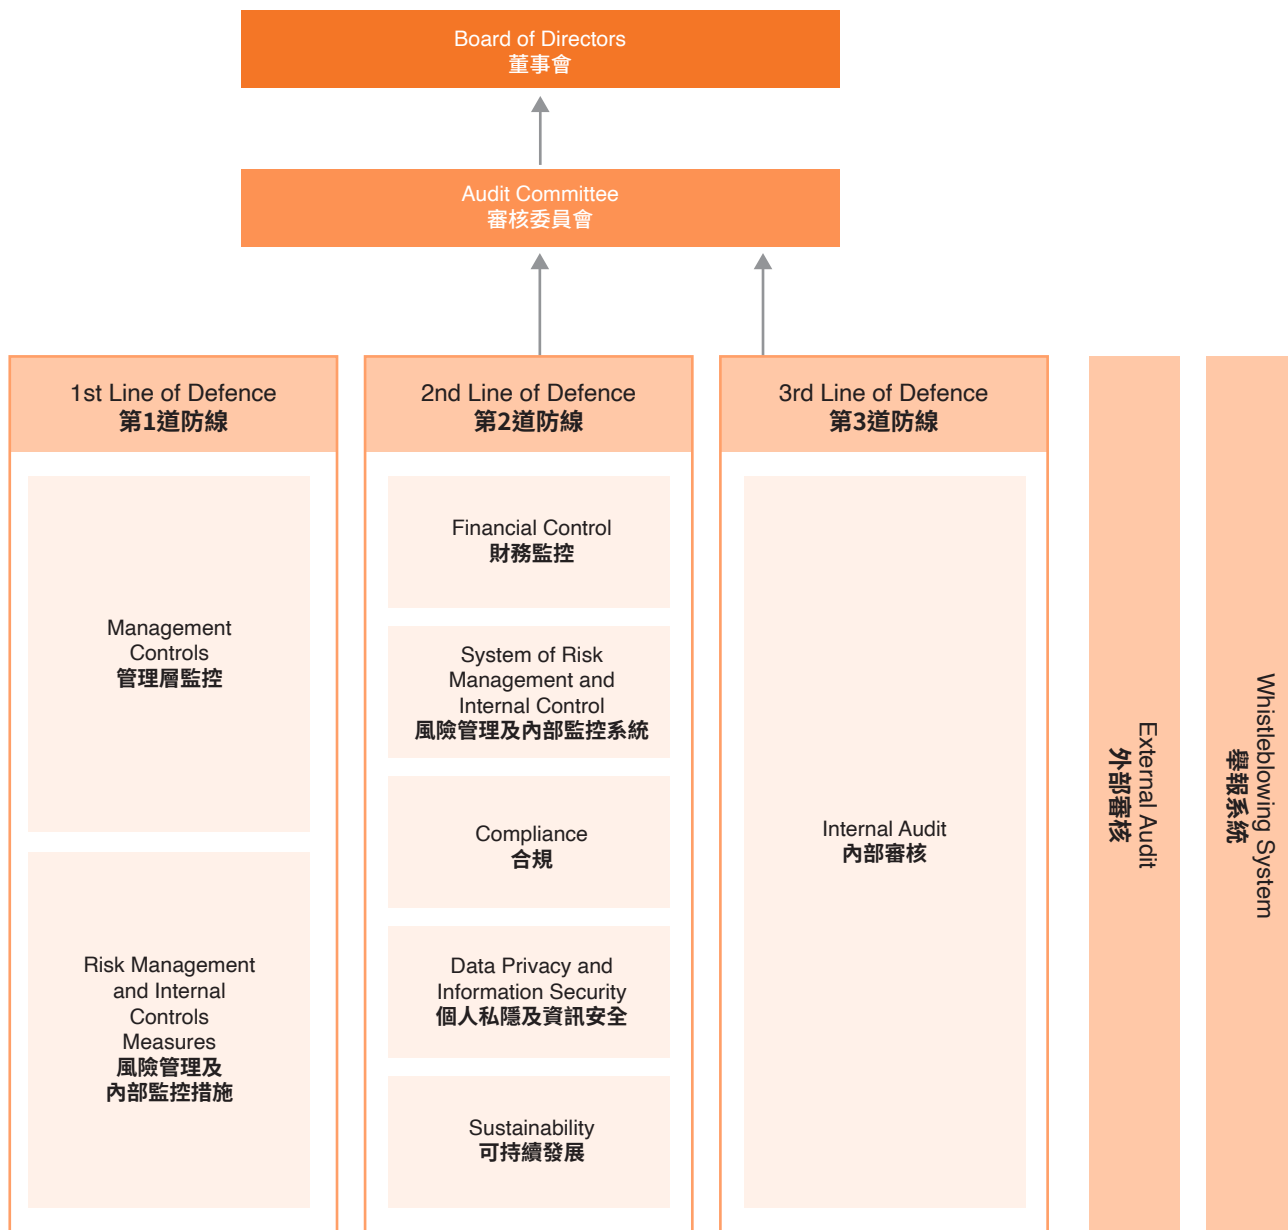 Board of Directors
董事會
Audit Committee
審核委員會
1st Line of Defence
第1道防線
Management
Controls
管理層監控
Risk Management
and Internal
Controls
Measures
風險管理及
內部監控措施
2nd Line of Defence
第2道防線
Financial Control
財務監控
System of Risk
Management and
Internal Control
風險管理及內部監控系統
Compliance
合規
Data Privacy and
Information Security
個人私隱及資訊安全
Sustainability
可持續發展
3rd Line of Defence
第3道防線
Internal Audit
內部審核
External Audit
外部審核
Whistleblowing System
舉報系統